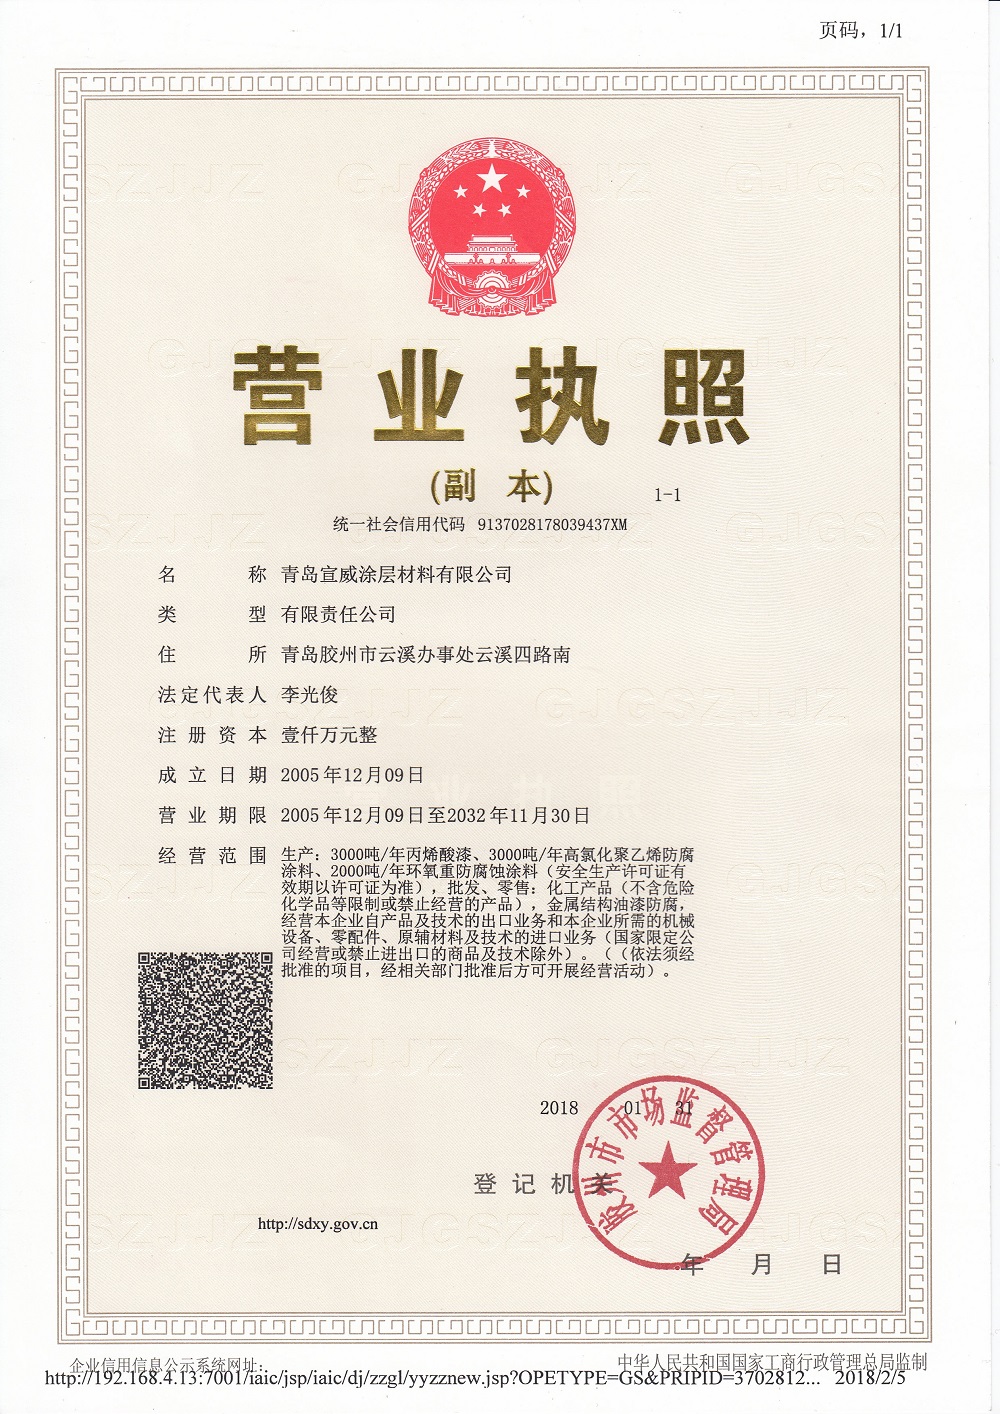 页码，1/1
营业执照
(副 本)
1-1
统一社会信用代码 9137028178039437XM
名 称 青岛宣威涂层材料有限公司
类 型 有限责任公司
住 所 青岛胶州市云溪办事处云溪四路南
法定代表人 李光俊
注册资本 壹仟万元整
成立日期 2005年12月09日
营业期限 2005年12月09日至2032年11月30日
经营范围 生产：3000吨/年丙烯酸漆、3000吨/年高氯化聚乙烯防腐
涂料、2000吨/年环氧重防腐蚀涂料（安全生产许可证有
效期以许可证为准），批发、零售：化工产品（不含危险
化学品等限制或禁止经营的产品），金属结构油漆防腐，
经营本企业自产品及技术的出口业务和本企业所需的机械
设备、零配件、原辅材料及技术的进口业务（国家限定公
司经营或禁止进出口的商品及技术除外）。（（依法须经
批准的项目，经相关部门批准后方可开展经营活动）。
2018 01 31
胶州市市场监督管理局
登记机关
http://sdxy.gov.cn
年 月 日
企业信用信息公示系统网址：
中华人民共和国国家工商行政管理总局监制
http://192.168.4.13:7001/iaic/jsp/iaic/dj/zzgl/yyzznew.jsp?OPETYPE=GS&PRIPID=3702812... 2018/2/5